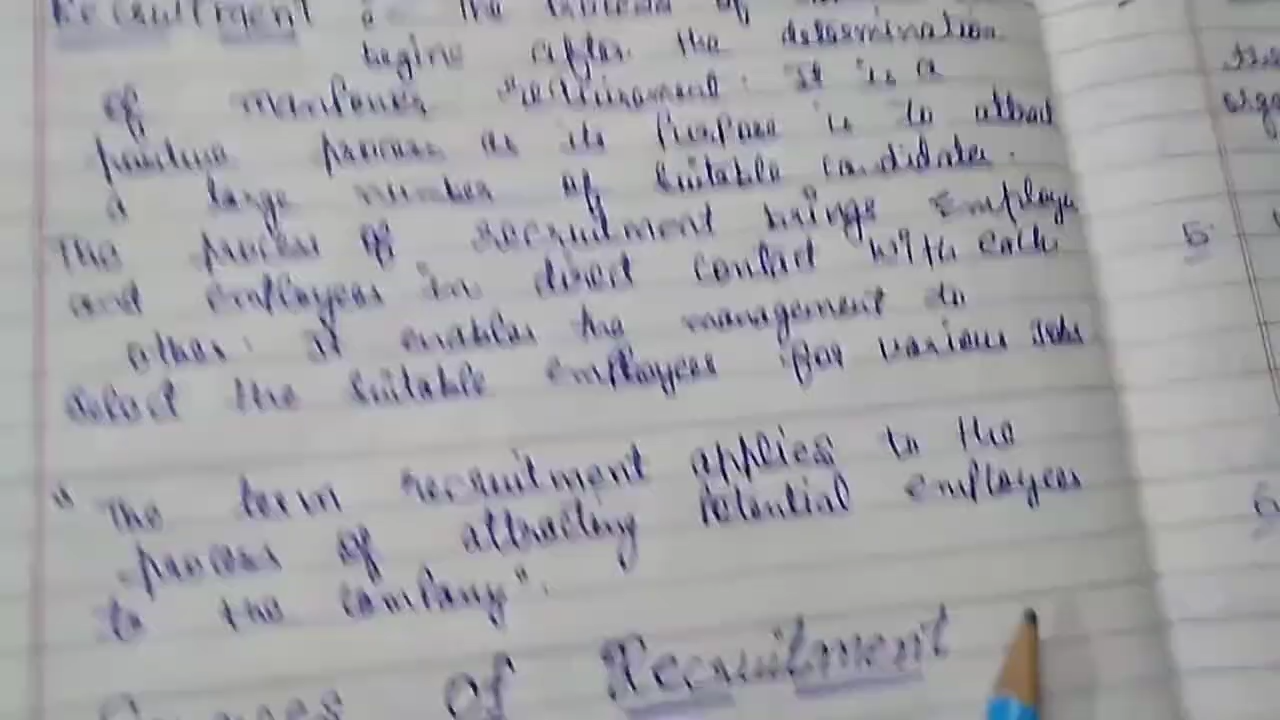 Recruitment :- The process of
begins after the determination
of manpower requirement. It is a
positive process as its Purpose is to attract
a large number of suitable candidates.
The process of recruitment brings employer
and employees in direct contact with each
other. It enables the management to
select the suitable employees for various jobs
" The term recruitment applies to the
process of attracting Potential employees
to the company".
Sources Of Recruitment
5
6